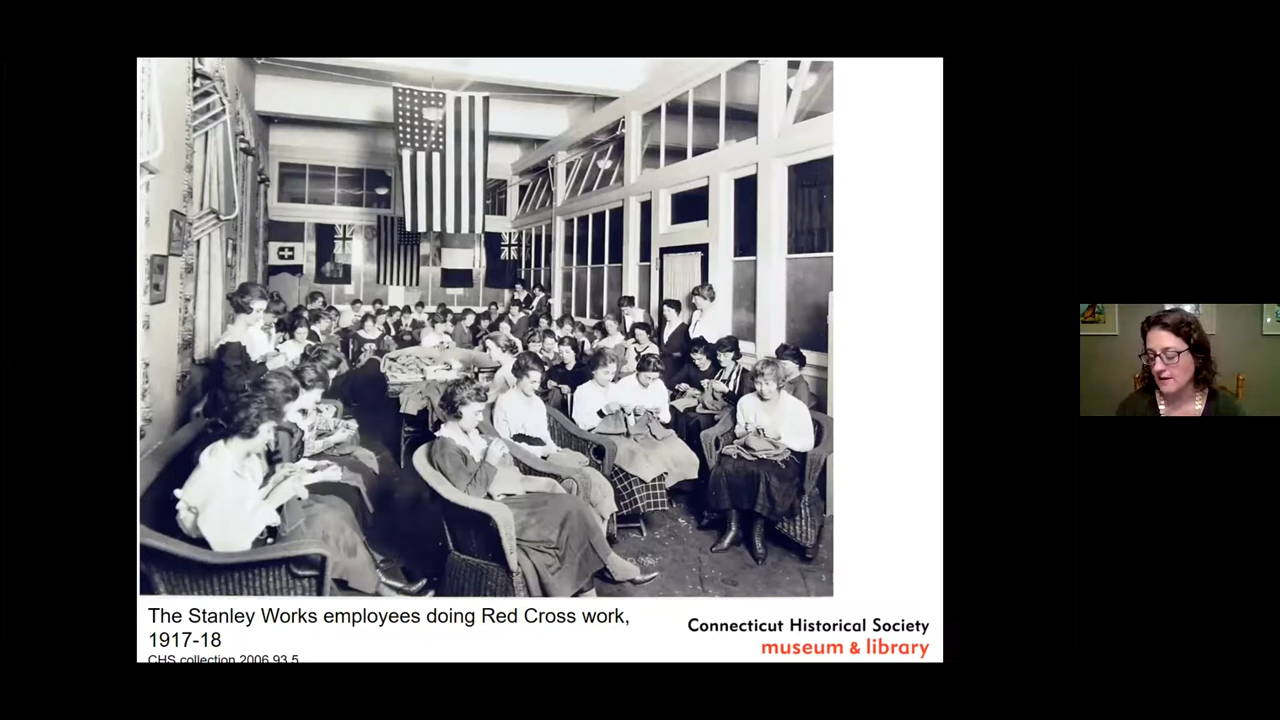 The Stanley Works employees doing Red Cross work,
1917-18
CHS collection 2006.93.5
Connecticut Historical Society
museum & library